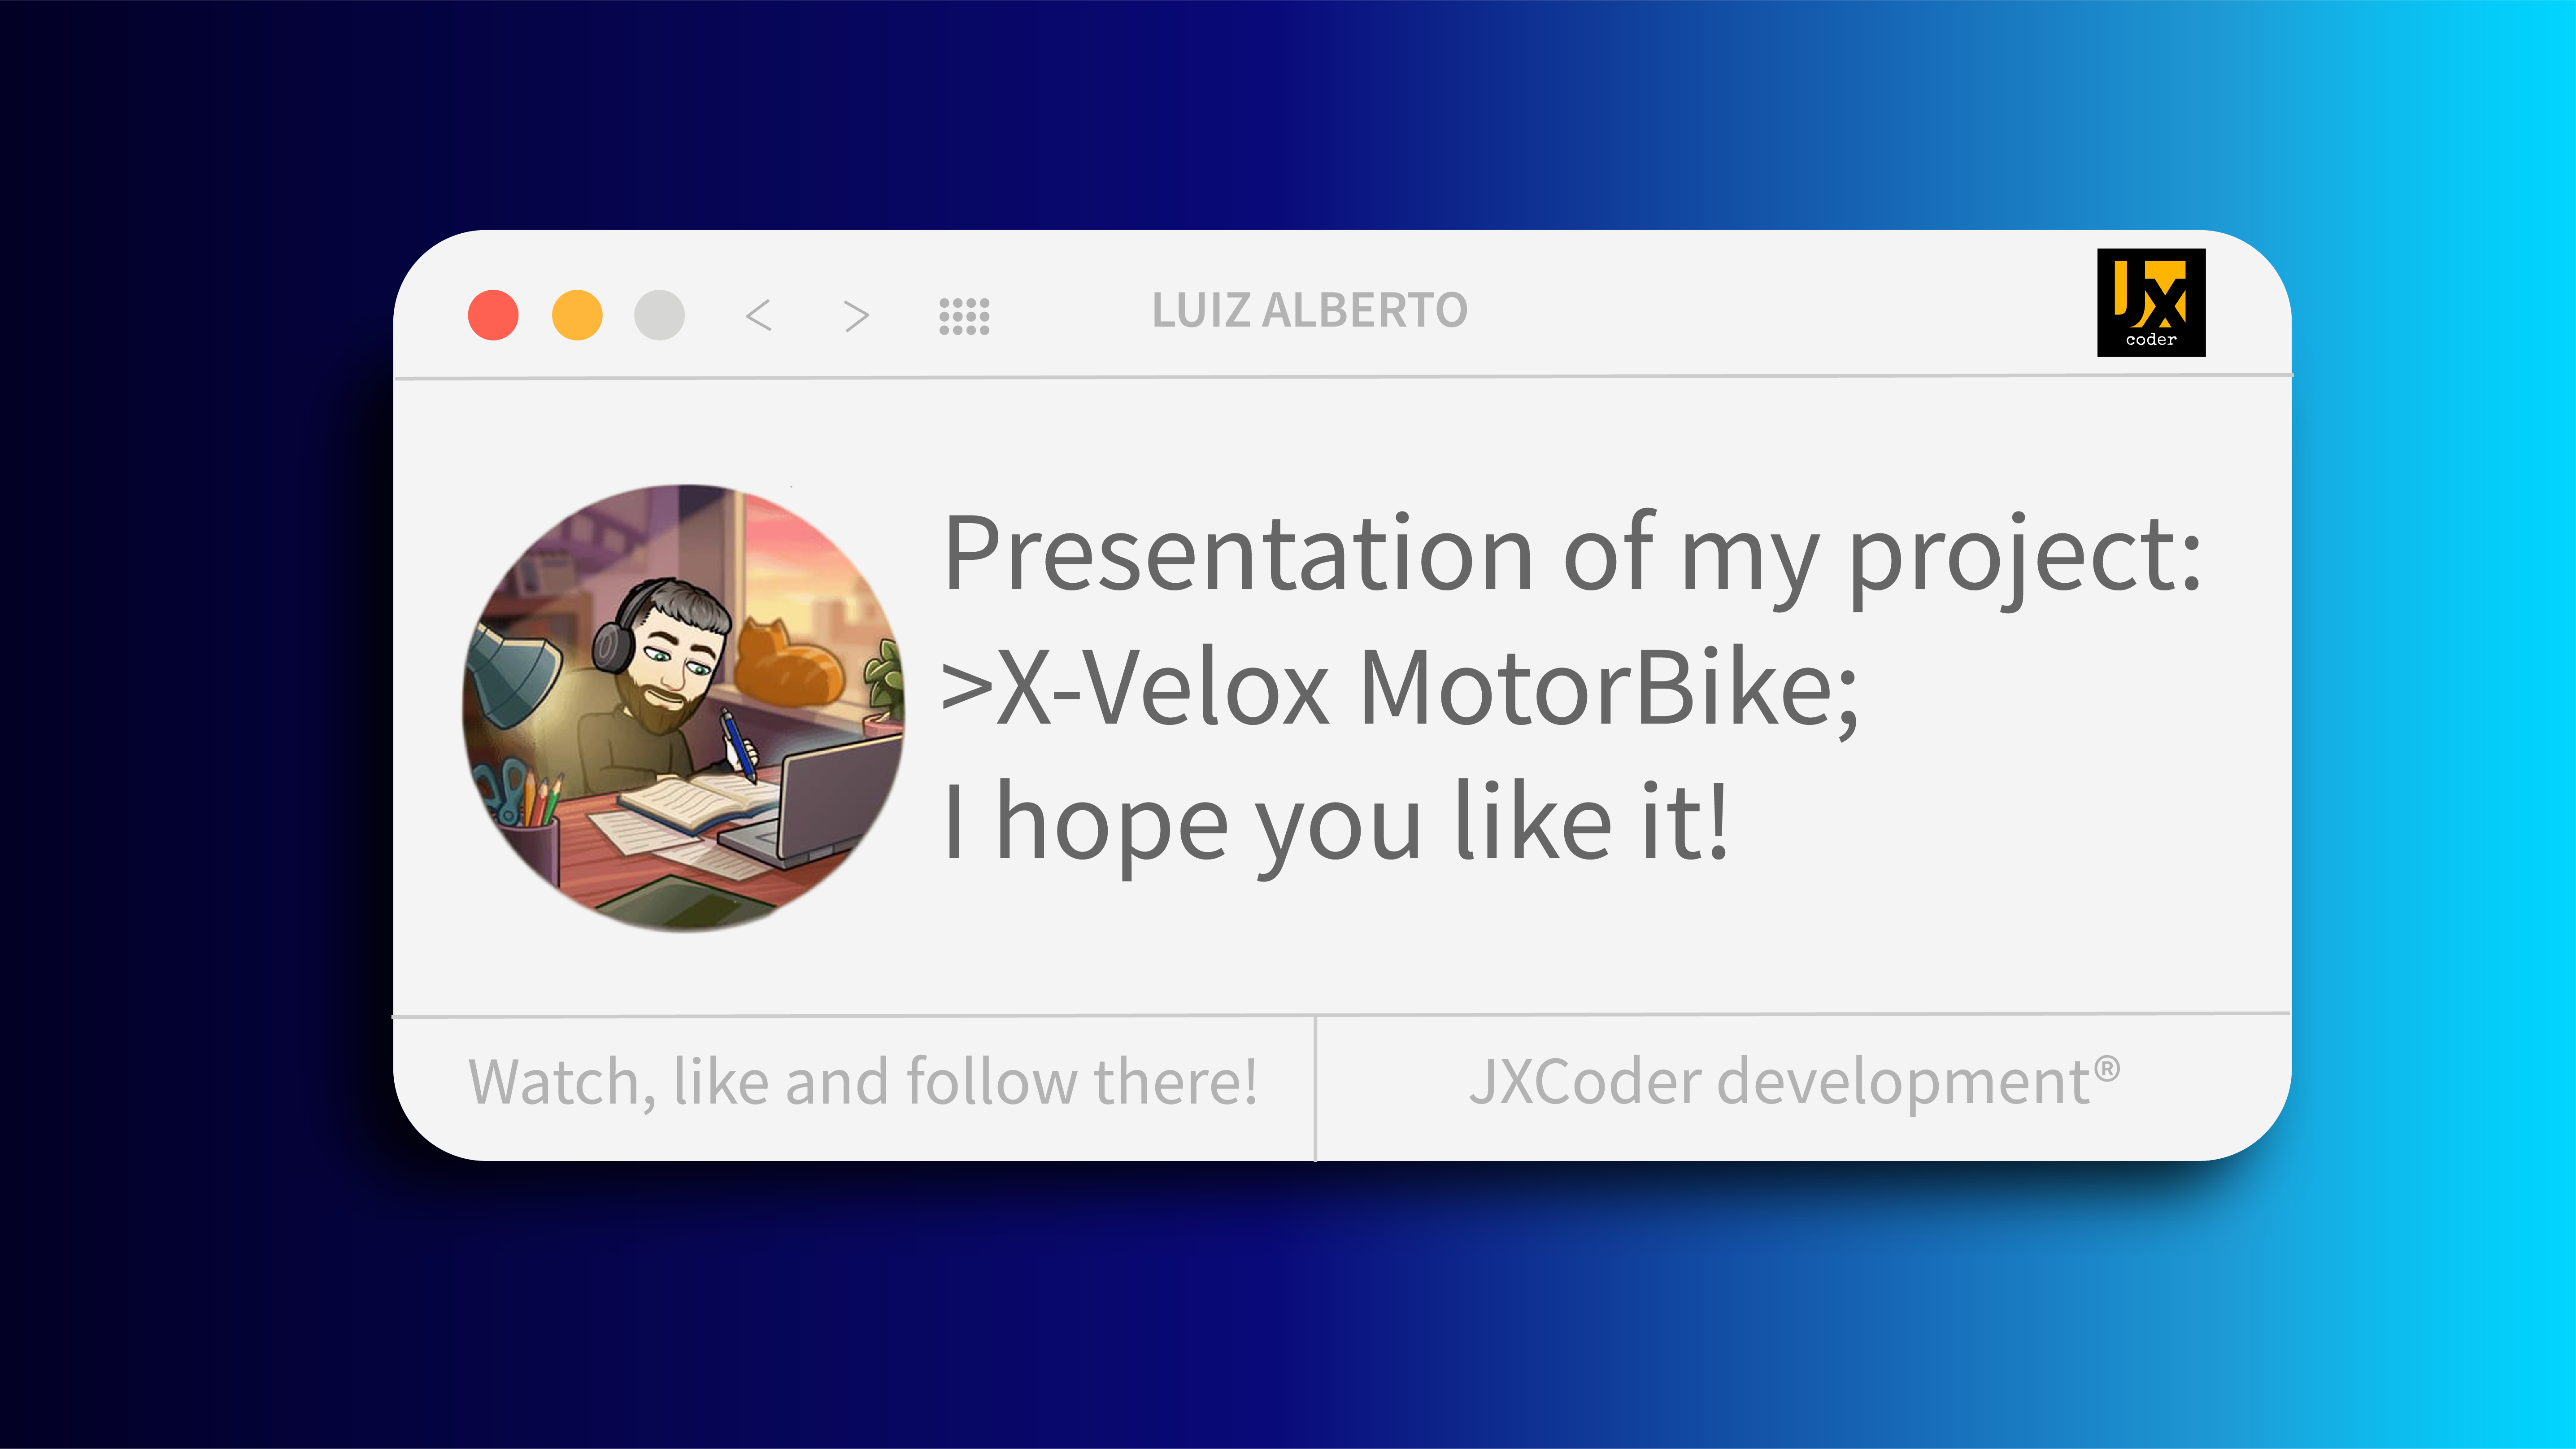 LUIZ ALBERTO
JX
coder
Presentation of my project:
>X-Velox MotorBike;
I hope you like it!
Watch, like and follow there!
JXCoder development®